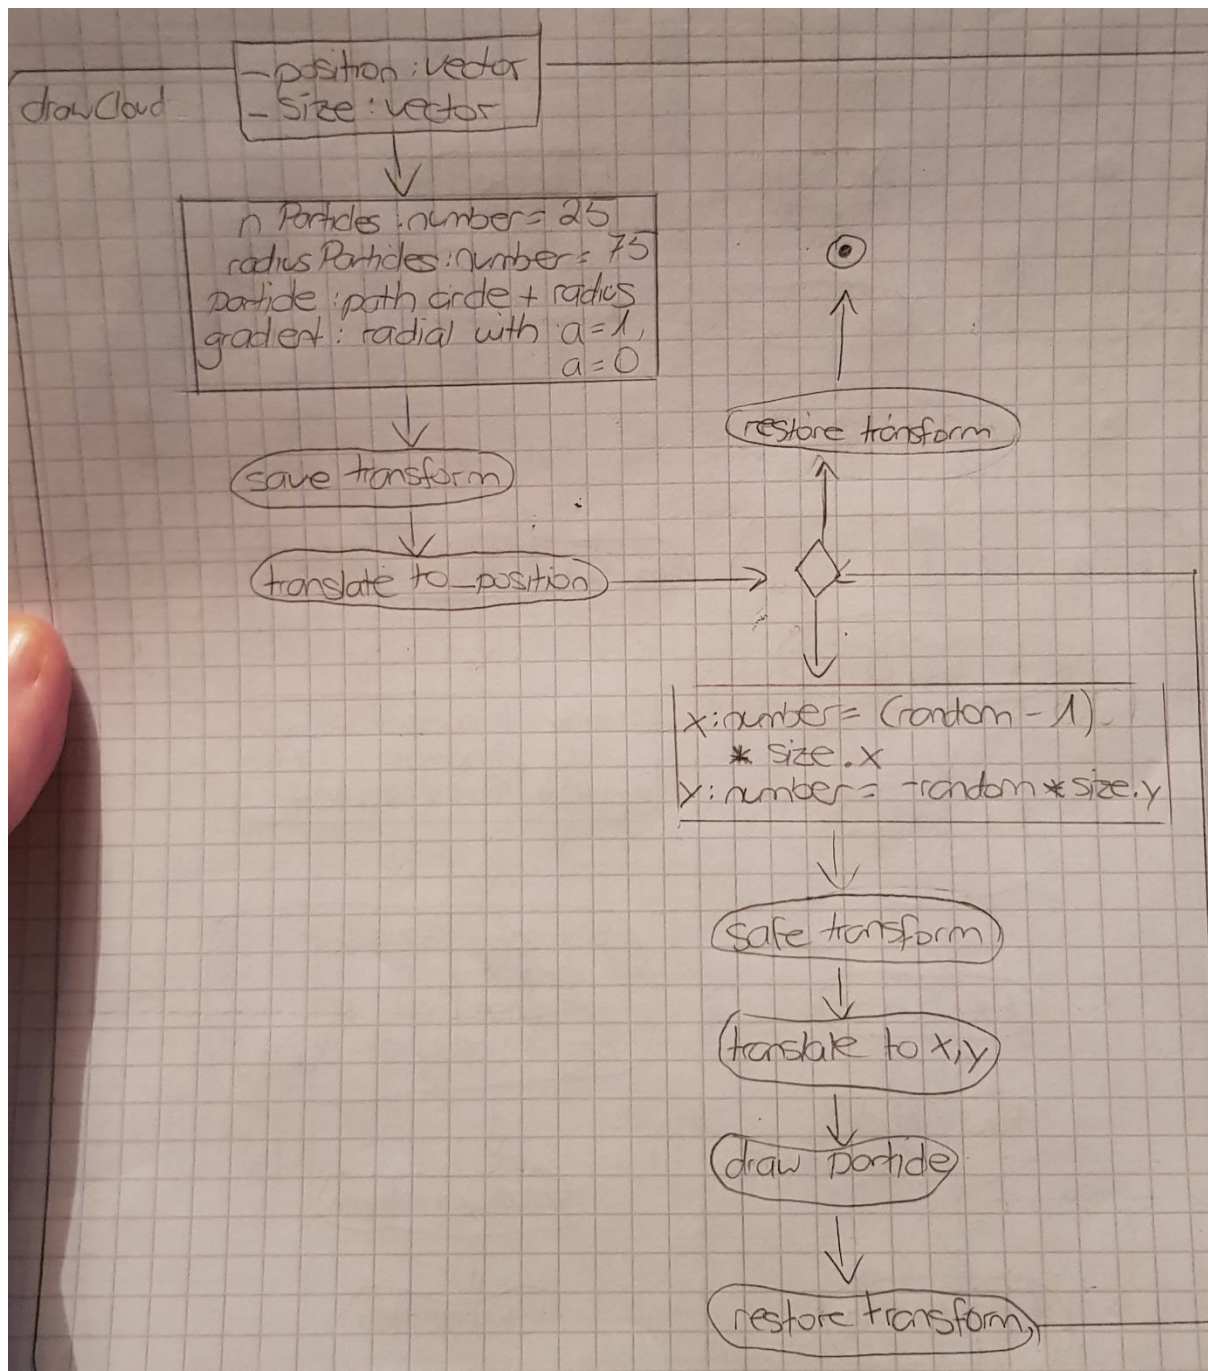 drawCloud
- position : vector
- size : vector
n Particles : number = 25
radius Particles : number = 75
particle : path circle + radius
gradient : radial with a = 1,
a = 0
save transform
translate to _position
restore transform
x : number = (random - 1)
* size.x
y : number = -random * size.y
safe transform
translate to x,y
draw particle
restore transform